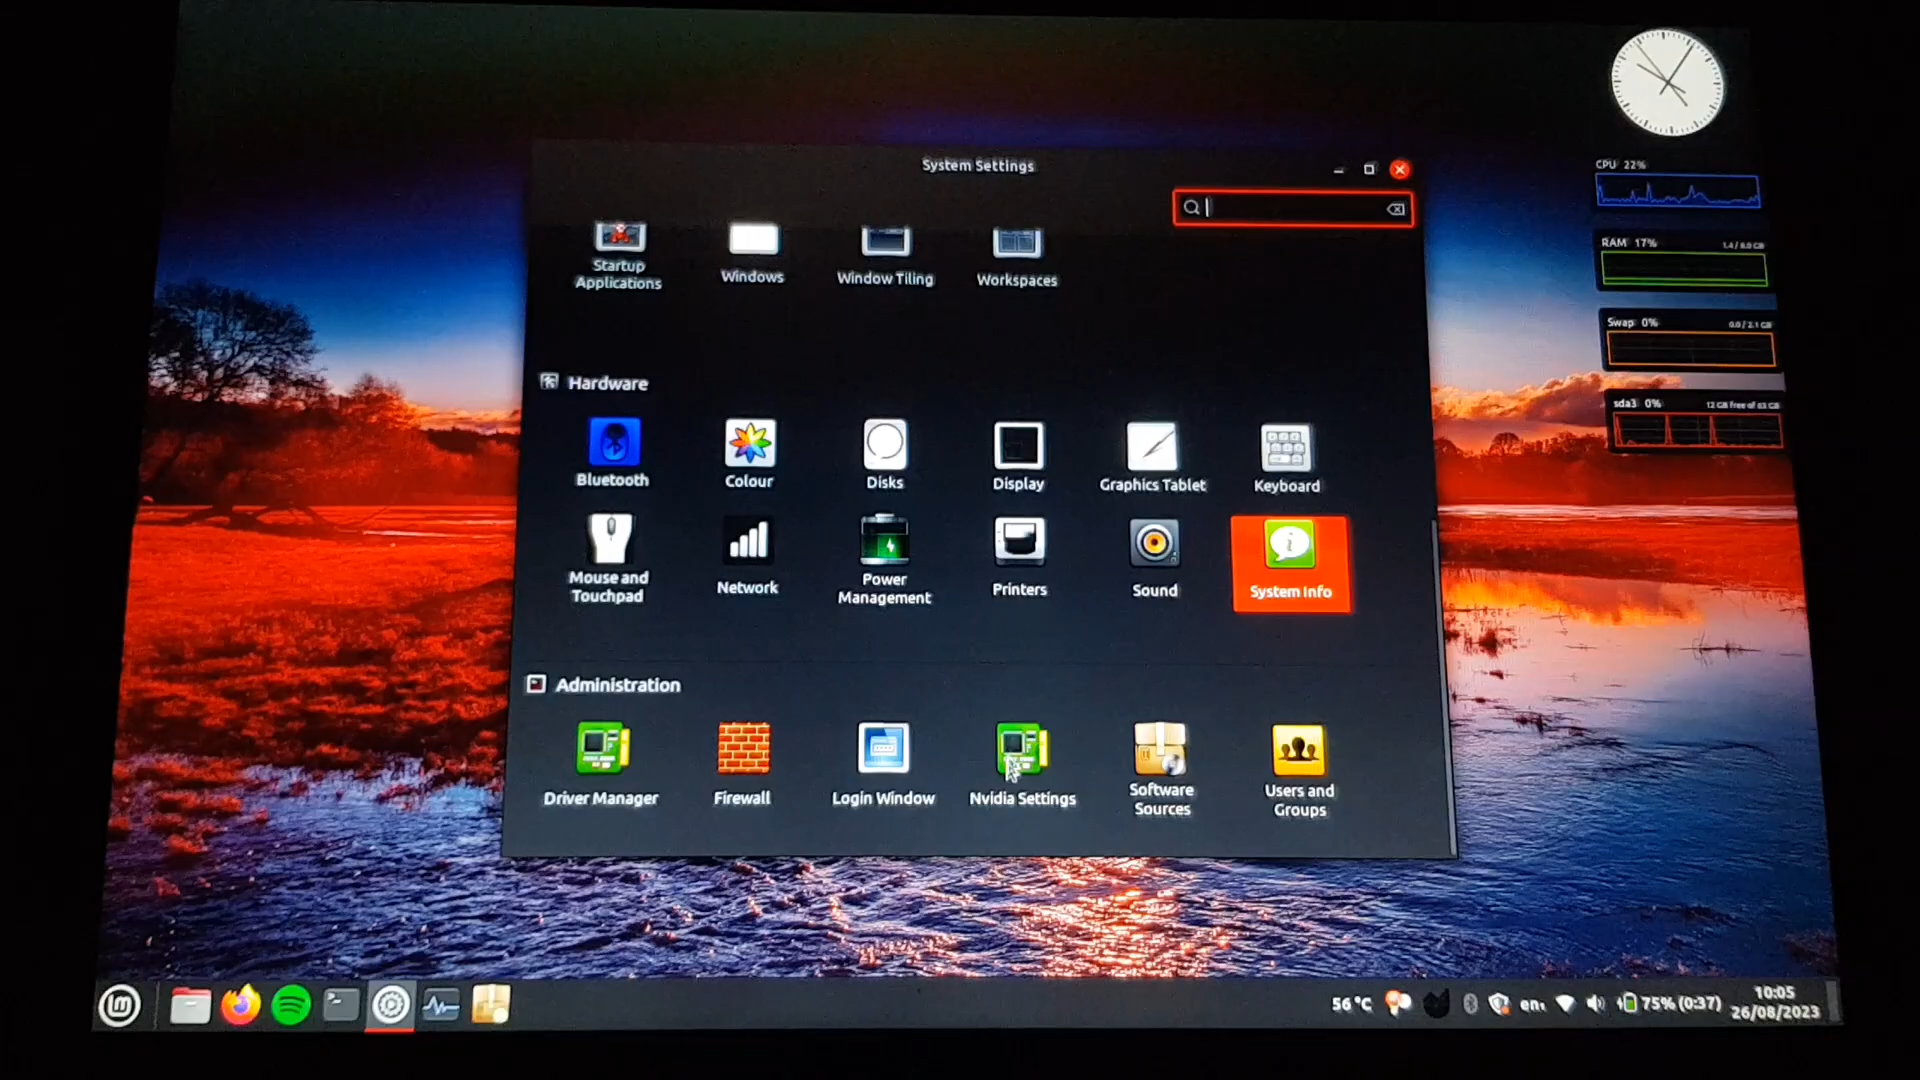 System Settings
CPU 22%
RAM 17% 1.4 / 8.0 GB
Swap 0% 0.0 / 2.1 GB
sda3 0% 12 GB free of 63 GB
Startup
Applications
Windows
Window Tiling
Workspaces
Hardware
Bluetooth
Colour
Disks
Display
Graphics Tablet
Keyboard
Mouse and
Touchpad
Network
Power
Management
Printers
Sound
System Info
Administration
Driver Manager
Firewall
Login Window
Nvidia Settings
Software
Sources
Users and
Groups
56 °C
en₁
75% (0:37)
10:05
26/08/2023